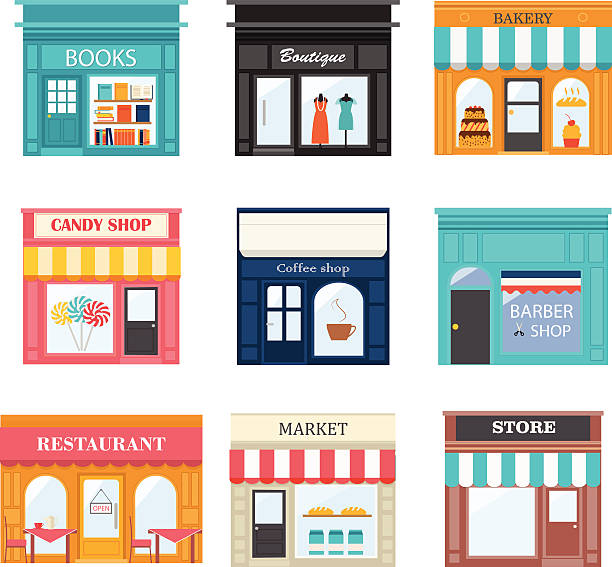 BOOKS
Boutique
BAKERY
CANDY SHOP
Coffee shop
BARBER
SHOP
RESTAURANT
OPEN
MARKET
STORE